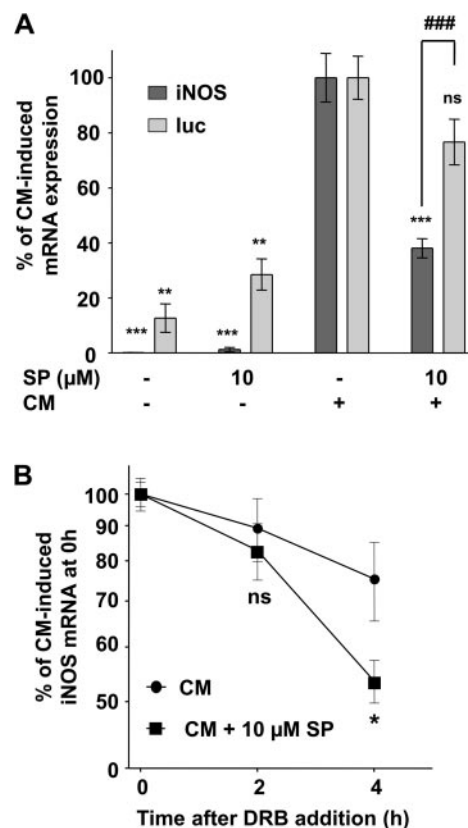 A
###
iNOS
luc
ns
% of CM-induced
mRNA expression
100
80
60
40
20
0
***
**
***
**
***
SP (µM) - 10 - 10
CM - - + +
B
% of CM-induced
iNOS mRNA at 0h
100
90
80
70
60
50
0
ns
*
CM
CM + 10 µM SP
0 2 4
Time after DRB addition (h)